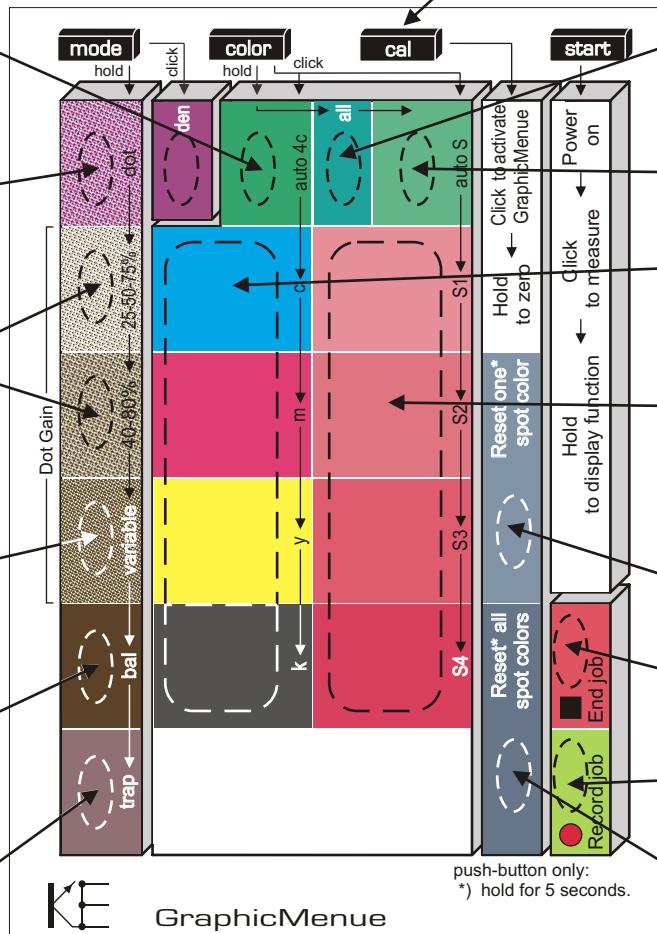 mode
color
cal
start
hold
click
hold
click
dot
25-50-75%
40-80%
variable
bal
trap
Dot Gain
den
auto 4c
c
m
y
k
all
auto S
S1
S2
S3
S4
Click to activate
GraphicMenue
Hold
to zero
Reset one*
spot color
Reset* all
spot colors
Power
on
Click
to measure
Hold
to display function
End job
Record job
push-button only:
*) hold for 5 seconds.
GraphicMenue